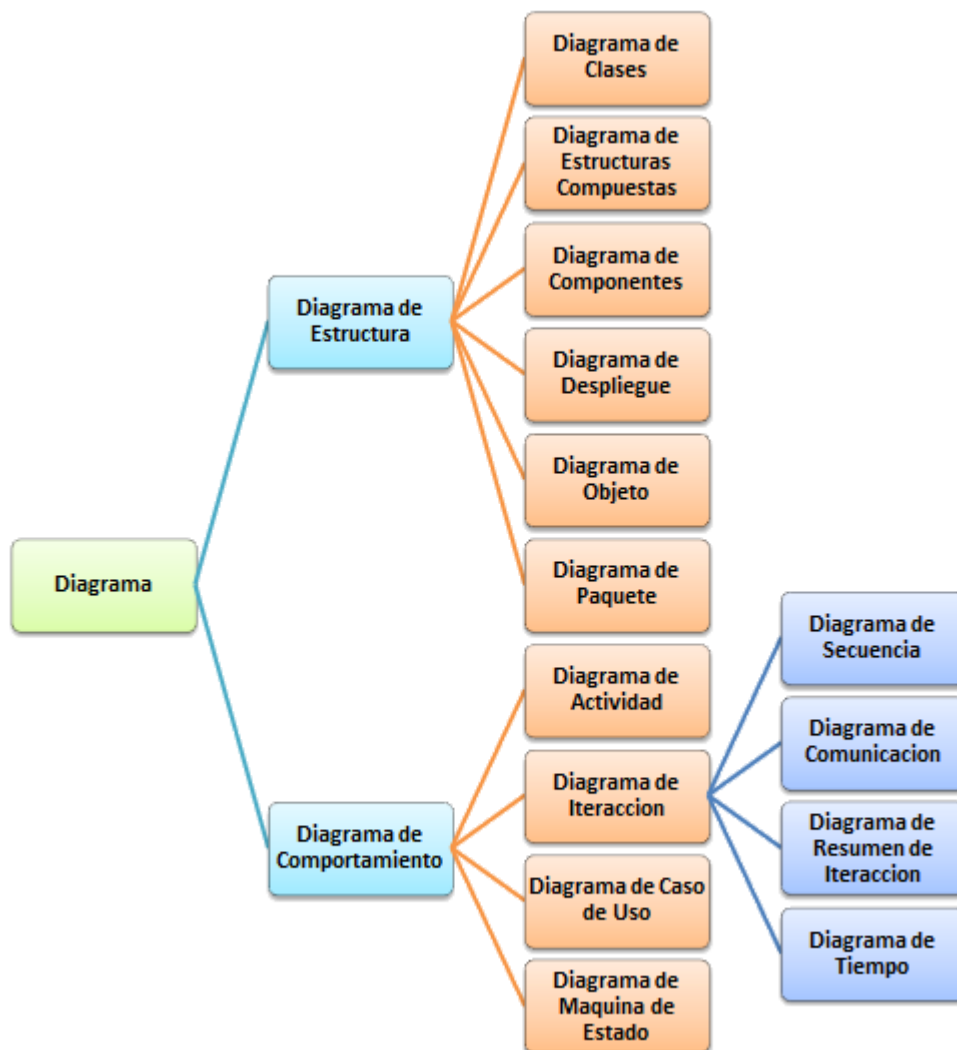 Diagrama
Diagrama de
Estructura
Diagrama de
Clases
Diagrama de
Estructuras
Compuestas
Diagrama de
Componentes
Diagrama de
Despliegue
Diagrama de
Objeto
Diagrama de
Paquete
Diagrama de
Comportamiento
Diagrama de
Actividad
Diagrama de
Iteraccion
Diagrama de
Secuencia
Diagrama de
Comunicacion
Diagrama de
Resumen de
Iteraccion
Diagrama de
Tiempo
Diagrama de Caso
de Uso
Diagrama de
Maquina de
Estado